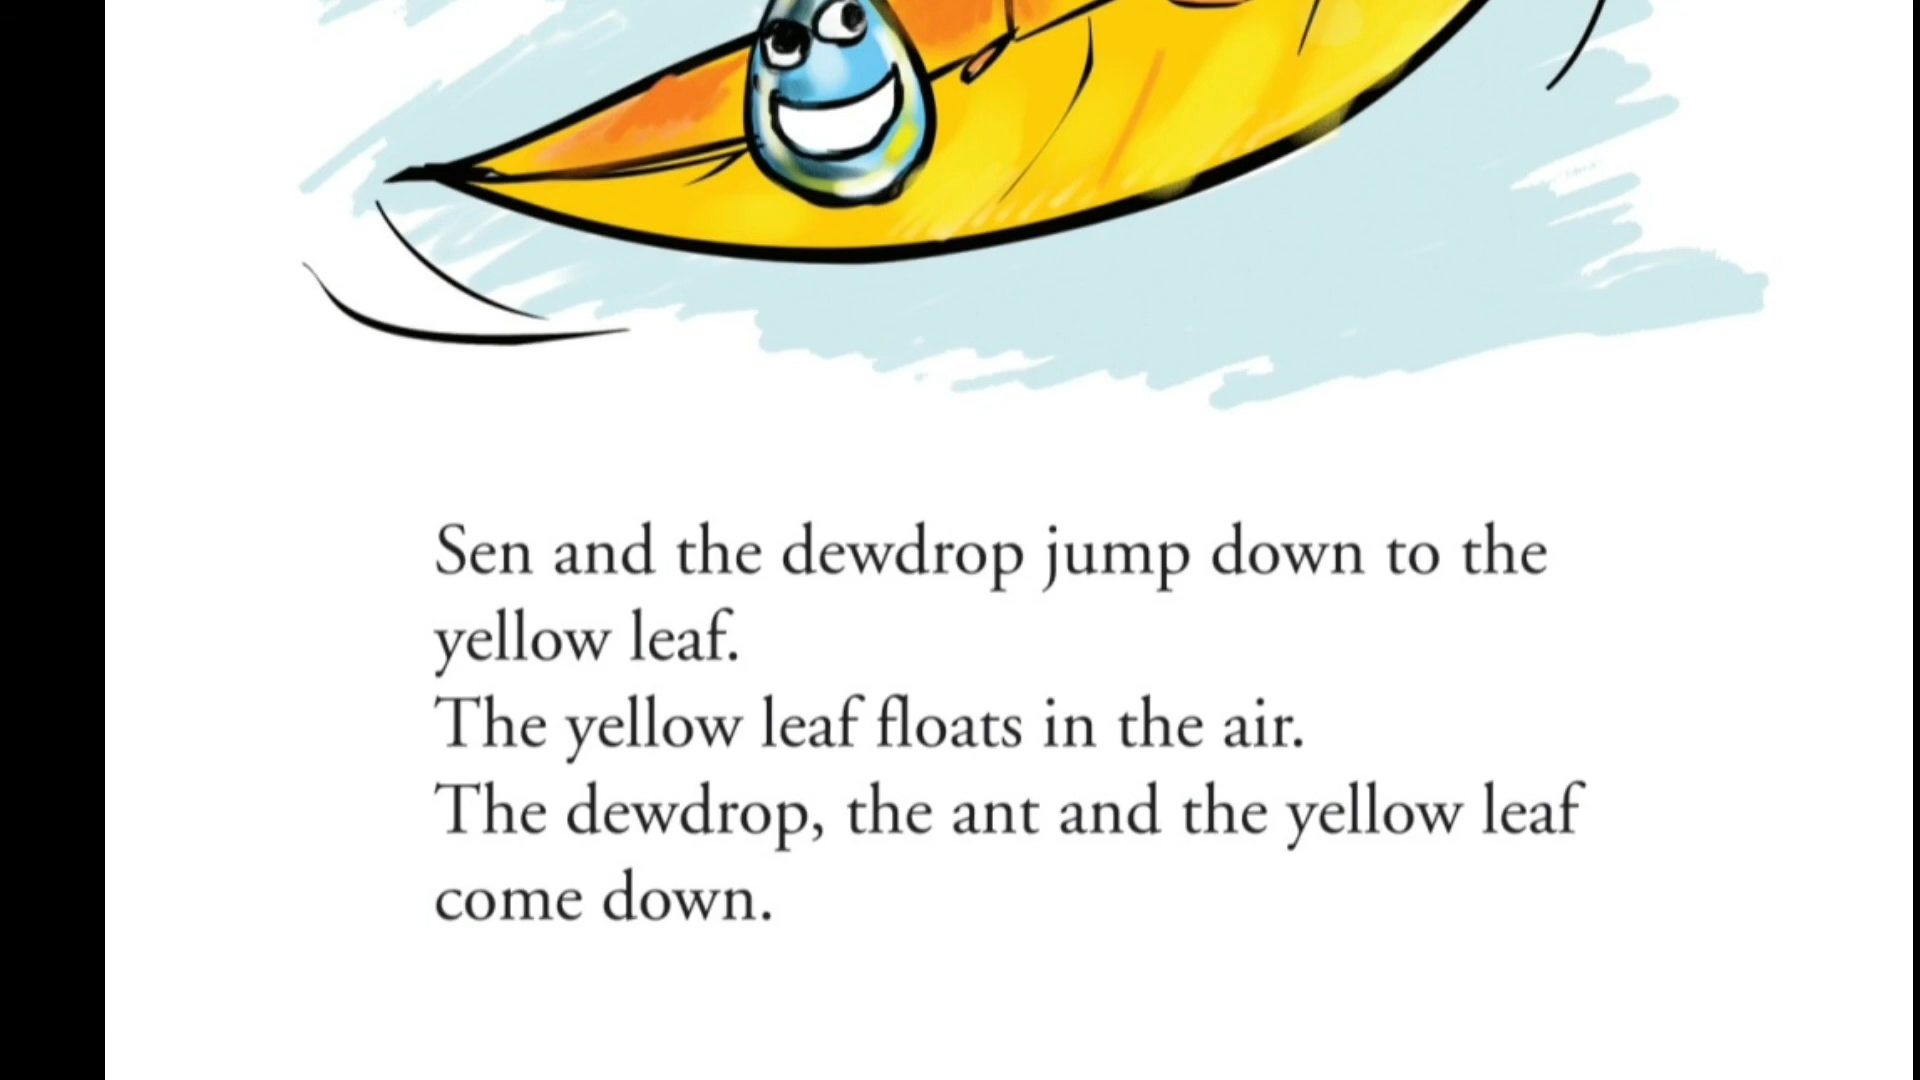 Sen and the dewdrop jump down to the
yellow leaf.
The yellow leaf floats in the air.
The dewdrop, the ant and the yellow leaf
come down.